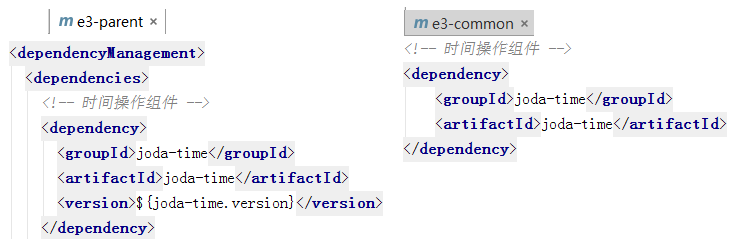 m e3-parent ×
<dependencyManagement>
<dependencies>
<!-- 时间操作组件 -->
<dependency>
<groupId>joda-time</groupId>
<artifactId>joda-time</artifactId>
<version>${joda-time.version}</version>
</dependency>
m e3-common ×
<!-- 时间操作组件 -->
<dependency>
<groupId>joda-time</groupId>
<artifactId>joda-time</artifactId>
</dependency>